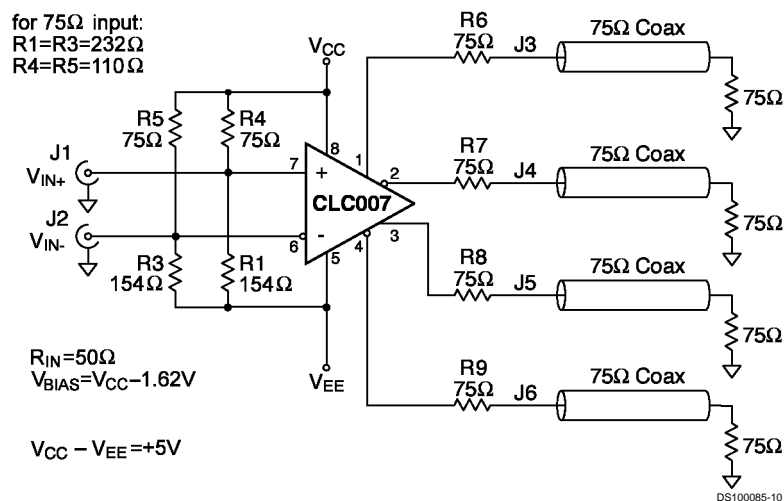 for 75Ω input:
R1=R3=232Ω
R4=R5=110Ω
VCC
R5
75Ω
R4
75Ω
J1
VIN+
J2
VIN-
7
+
8
1
2
CLC007
6
-
5
4
3
R3
154Ω
R1
154Ω
VEE
RIN=50Ω
VBIAS=VCC−1.62V
VCC − VEE=+5V
R6
75Ω
J3
75Ω Coax
75Ω
R7
75Ω
J4
75Ω Coax
75Ω
R8
75Ω
J5
75Ω Coax
75Ω
R9
75Ω
J6
75Ω Coax
75Ω
DS100085-10